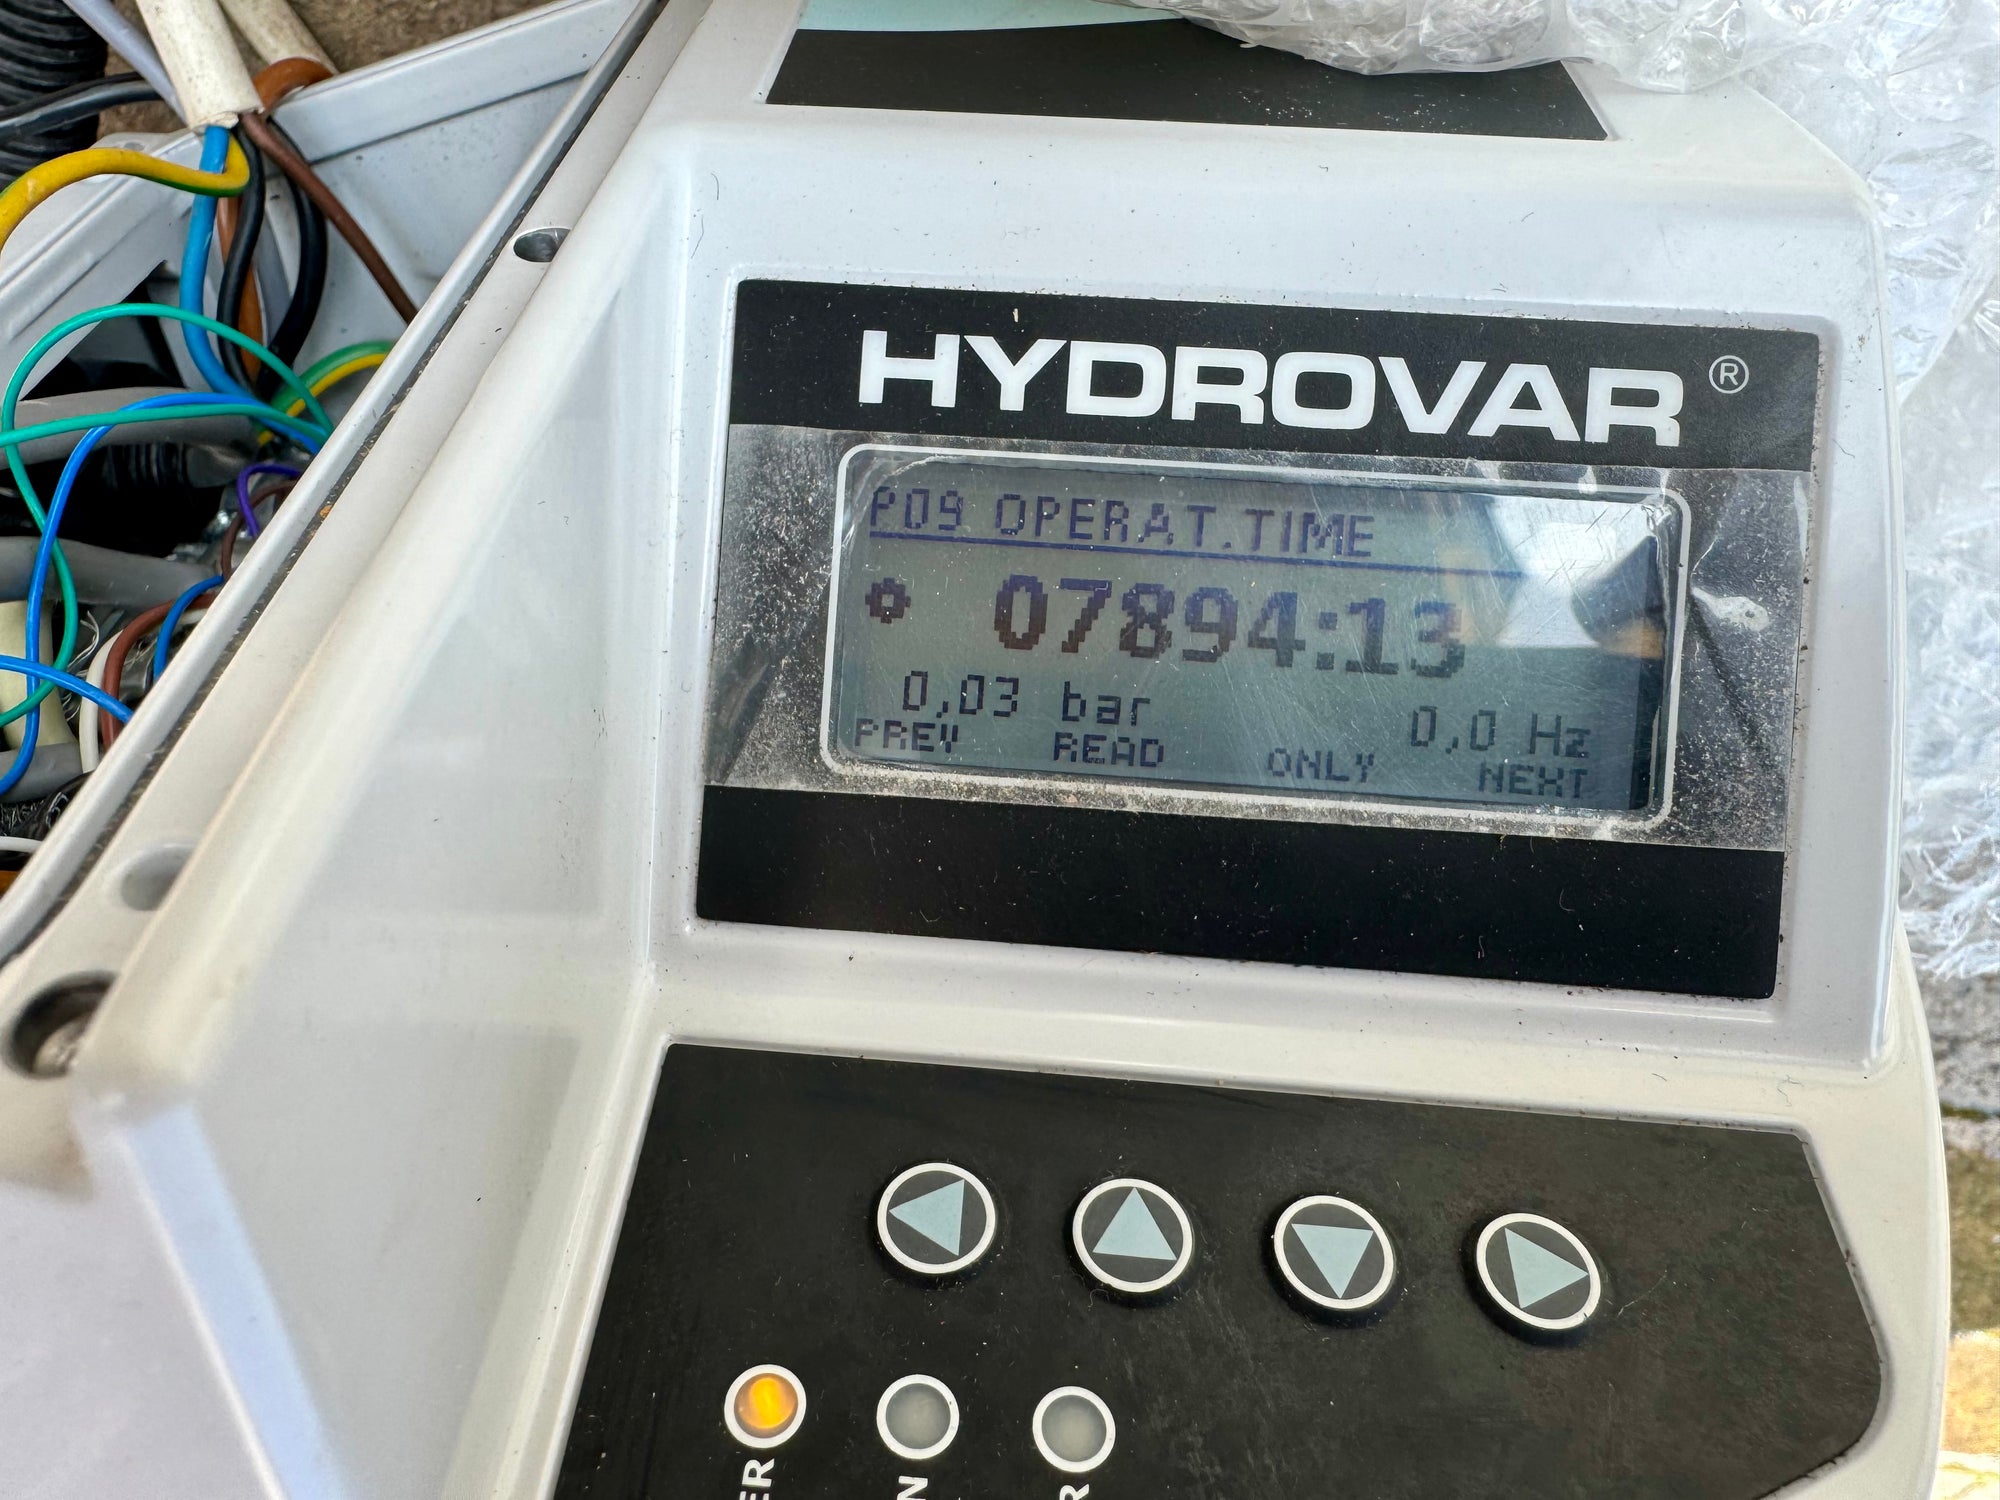 HYDROVAR ®
P09 OPERAT.TIME
07894:13
0,03 bar 0,0 Hz
PREV READ ONLY NEXT